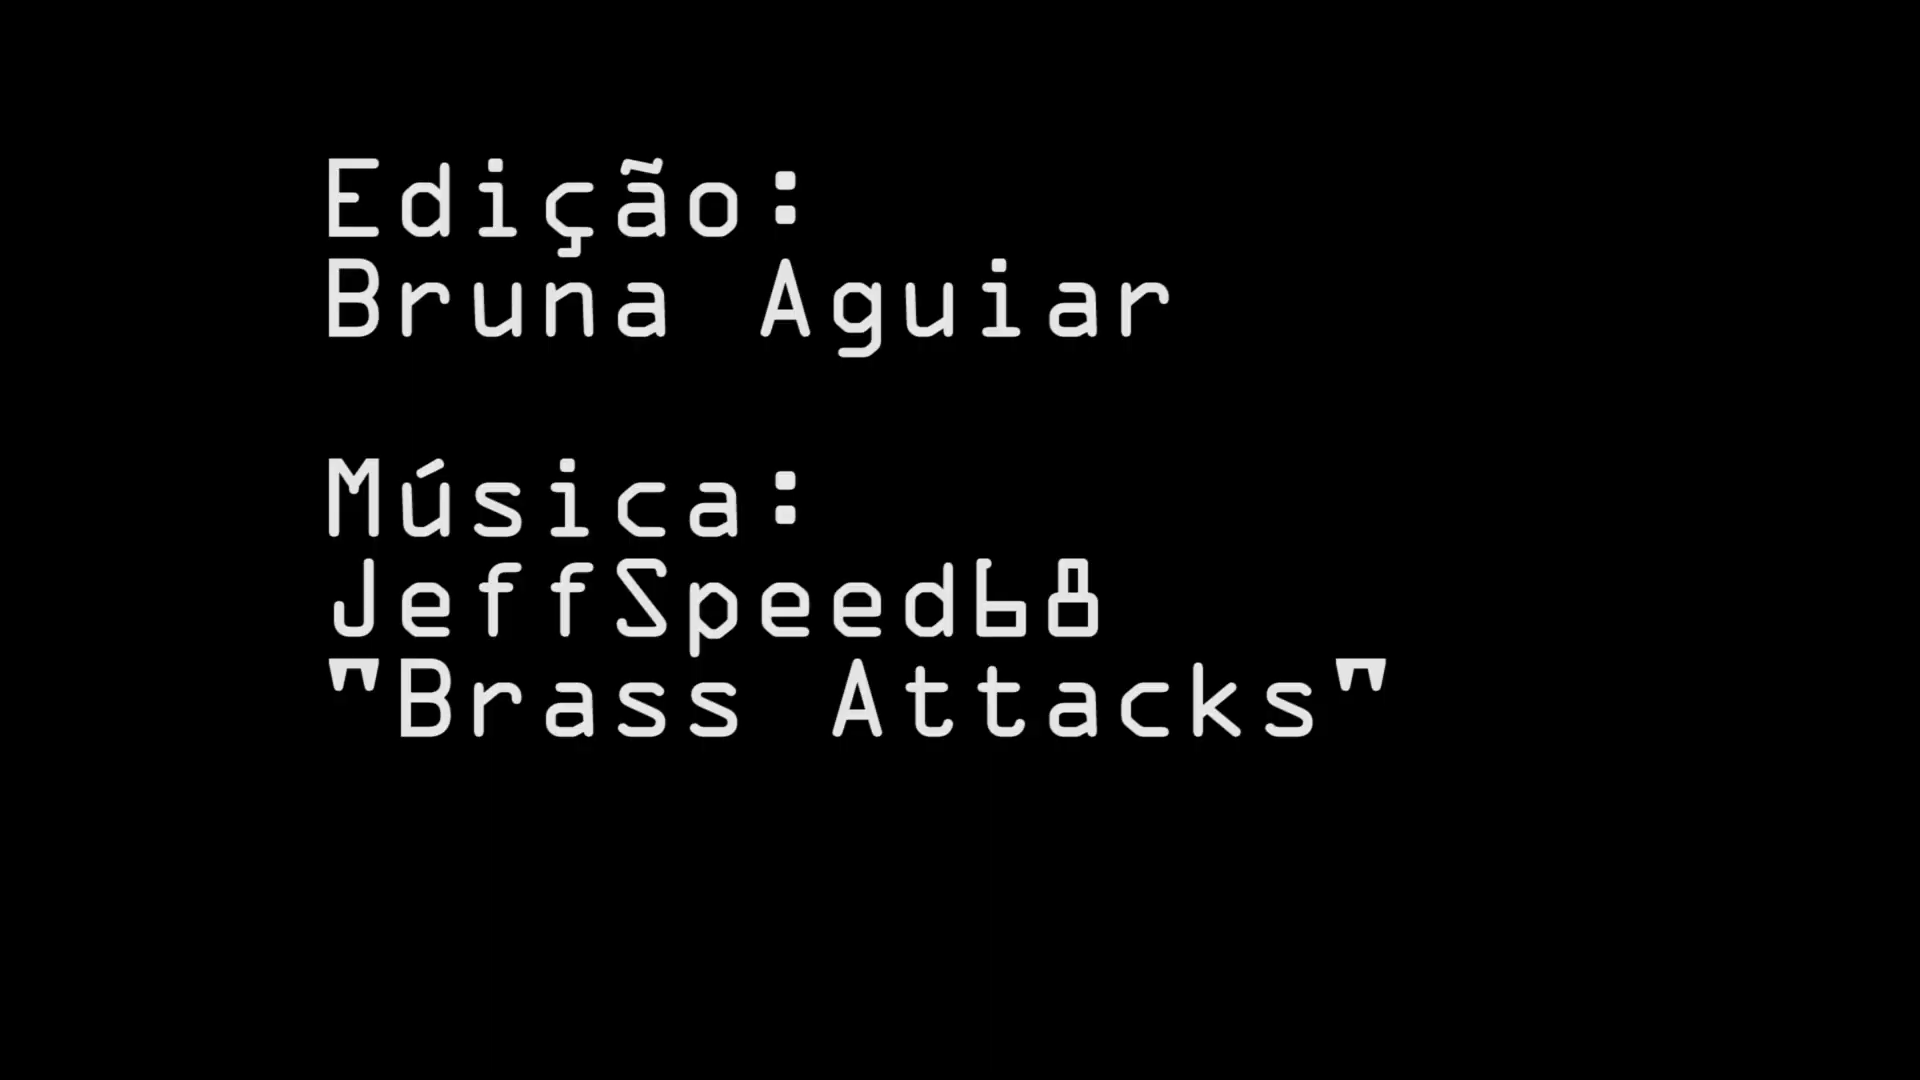 Edição:
Bruna Aguiar
Música:
JeffSpeed68
"Brass Attacks"